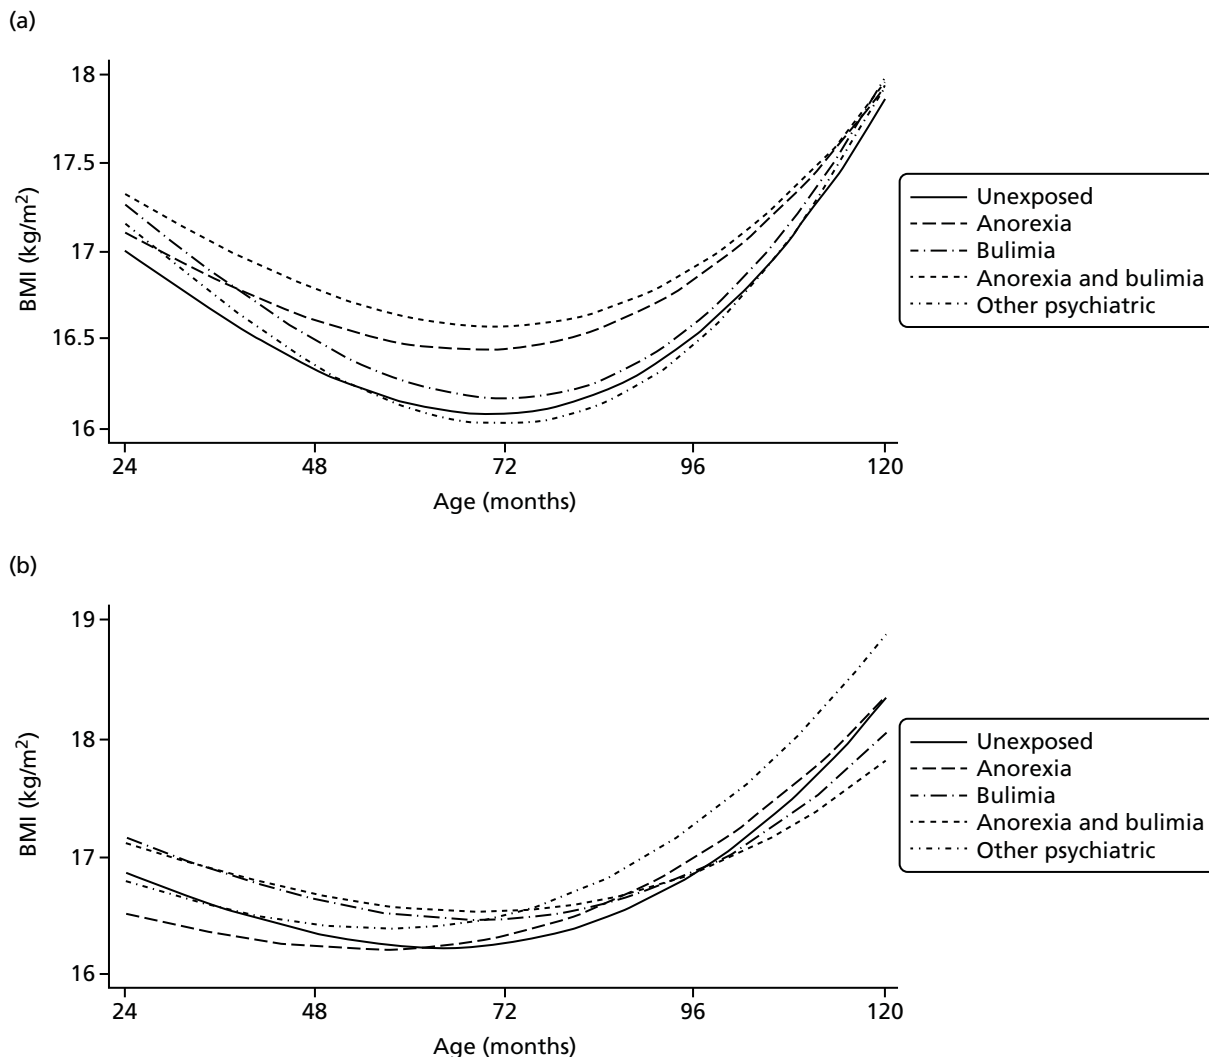 (a)
18
17.5
17
16.5
16
BMI (kg/m²)
24 48 72 96 120
Age (months)
Unexposed
Anorexia
Bulimia
Anorexia and bulimia
Other psychiatric
(b)
19
18
17
16
BMI (kg/m²)
24 48 72 96 120
Age (months)
Unexposed
Anorexia
Bulimia
Anorexia and bulimia
Other psychiatric